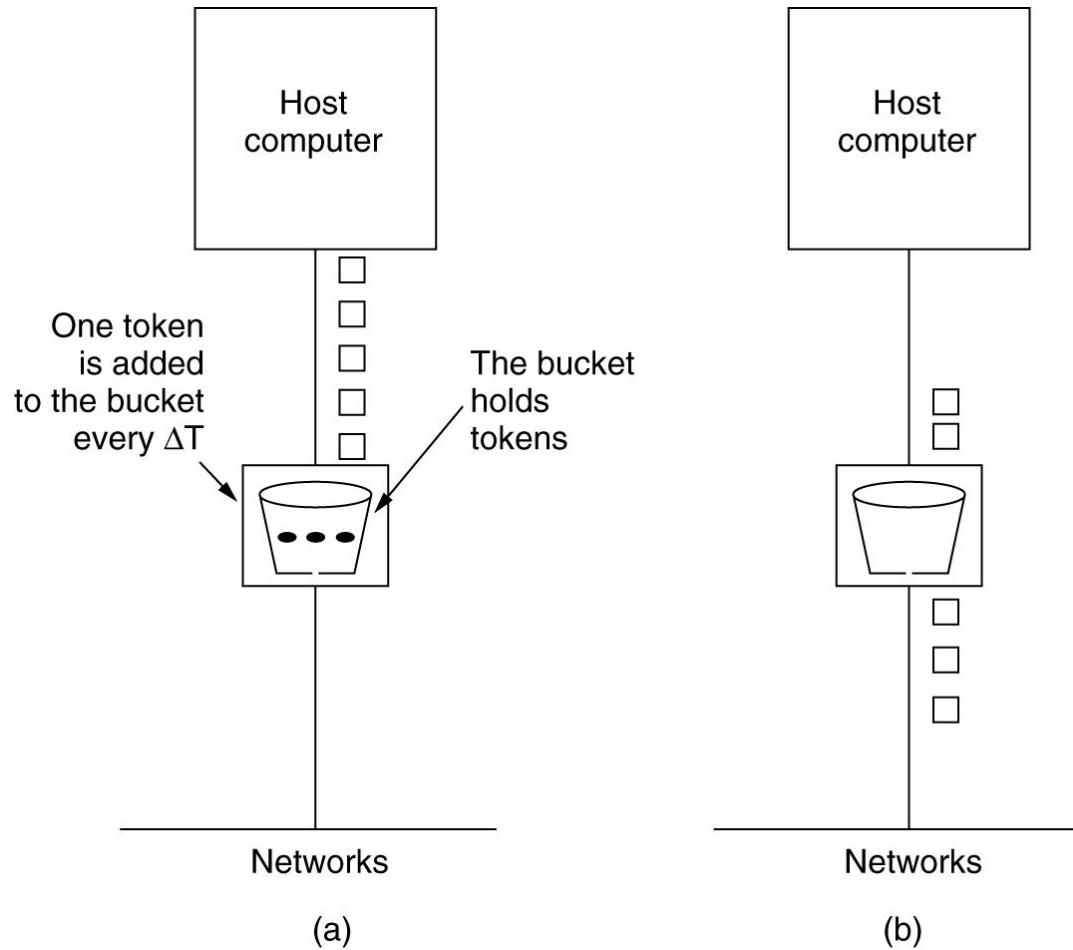 Host
computer
One token
is added
to the bucket
every ΔT
The bucket
holds
tokens
Networks
(a)
Host
computer
Networks
(b)